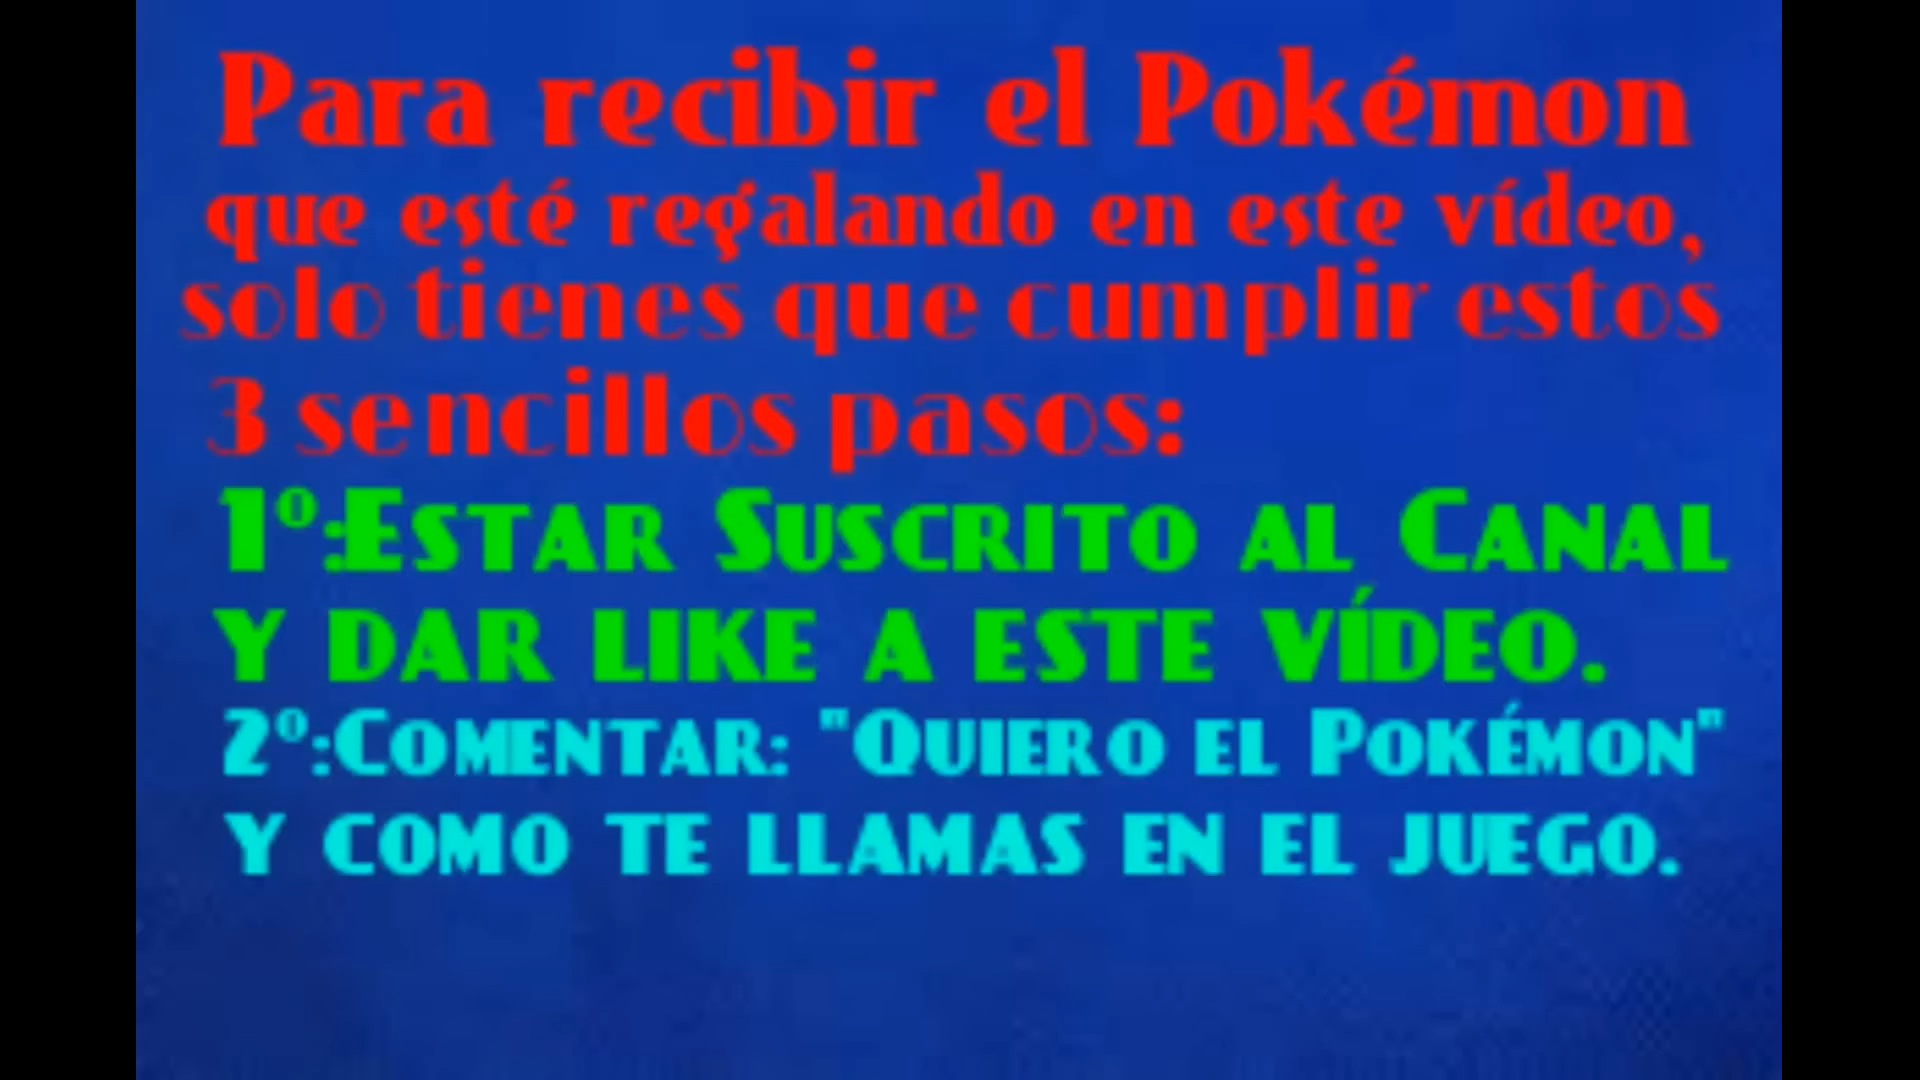 Para recibir el Pokémon
que esté regalando en este vídeo,
solo tienes que cumplir estos
3 sencillos pasos:
1º:Estar Suscrito al Canal
Y DAR LIKE A ESTE VÍDEO.
2º:Comentar: "Quiero el Pokémon"
Y COMO TE LLAMAS EN EL JUEGO.